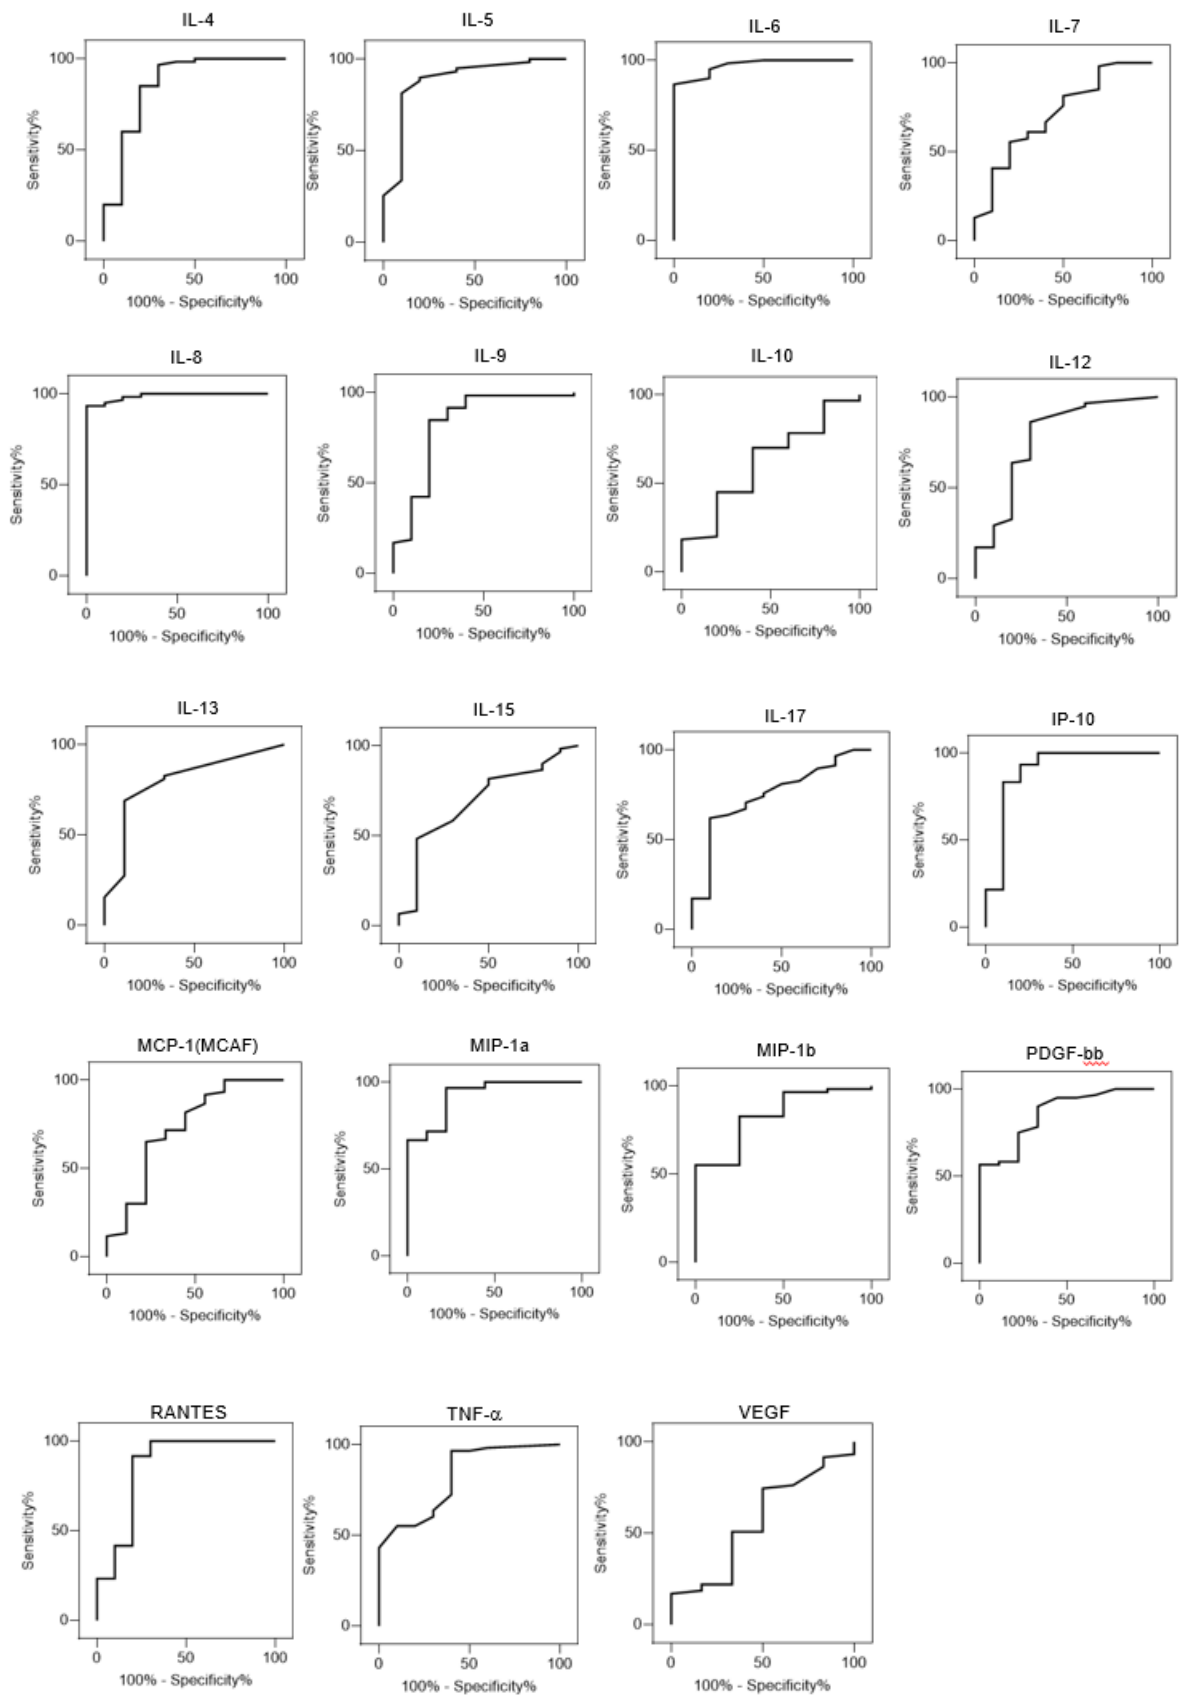 IL-4
IL-5
IL-6
IL-7
Sensitivity%
100
50
0
0 50 100
100% - Specificity%
Sensitivity%
100
50
0
0 50 100
100% - Specificity%
Sensitivity%
100
50
0
0 50 100
100% - Specificity%
Sensitivity%
100
50
0
0 50 100
100% - Specificity%
IL-8
IL-9
IL-10
IL-12
Sensitivity%
100
50
0
0 50 100
100% - Specificity%
Sensitivity%
100
50
0
0 50 100
100% - Specificity%
Sensitivity%
100
50
0
0 50 100
100% - Specificity%
Sensitivity%
100
50
0
0 50 100
100% - Specificity%
IL-13
IL-15
IL-17
IP-10
Sensitivity%
100
50
0
0 50 100
100% - Specificity%
Sensitivity%
100
50
0
0 50 100
100% - Specificity%
Sensitivity%
100
50
0
0 50 100
100% - Specificity%
Sensitivity%
100
50
0
0 50 100
100% - Specificity%
MCP-1(MCAF)
MIP-1a
MIP-1b
PDGF-bb
Sensitivity%
100
50
0
0 50 100
100% - Specificity%
Sensitivity%
100
50
0
0 50 100
100% - Specificity%
Sensitivity%
100
50
0
0 50 100
100% - Specificity%
Sensitivity%
100
50
0
0 50 100
100% - Specificity%
RANTES
TNF-α
VEGF
Sensitivity%
100
50
0
0 50 100
100% - Specificity%
Sensitivity%
100
50
0
0 50 100
100% - Specificity%
Sensitivity%
100
50
0
0 50 100
100% - Specificity%